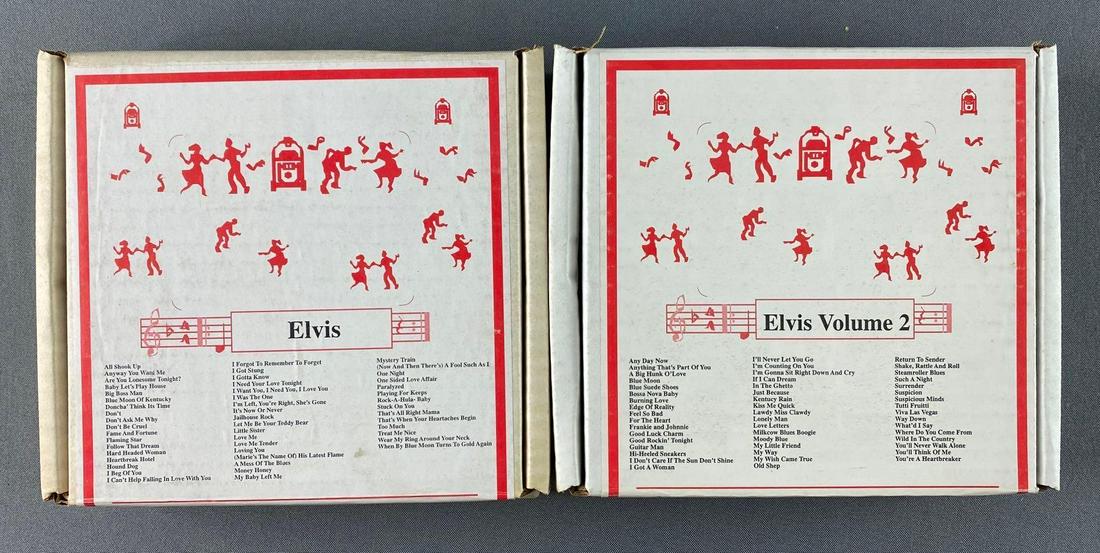 Elvis
All Shook Up
Anyway You Want Me
Are You Lonesome Tonight?
Baby Let's Play House
Big Boss Man
Blue Moon Of Kentucky
Doncha' Think Its Time
Don't
Don't Ask Me Why
Don't Be Cruel
Fame And Fortune
Flaming Star
Follow That Dream
Hard Headed Woman
Heartbreak Hotel
Hound Dog
I Beg Of You
I Can't Help Falling In Love With You
I Forgot To Remember To Forget
I Got Stung
I Gotta Know
I Need Your Love Tonight
I Want You, I Need You, I Love You
I Was The One
I'm Left, You're Right, She's Gone
It's Now Or Never
Jailhouse Rock
Let Me Be Your Teddy Bear
Little Sister
Love Me
Love Me Tender
Loving You
(Marie's The Name Of) His Latest Flame
A Mess Of The Blues
Money Honey
My Baby Left Me
Mystery Train
(Now And Then There's) A Fool Such As I
One Night
One Sided Love Affair
Paralyzed
Playing For Keeps
Rock-A-Hula- Baby
Stuck On You
That's All Right Mama
That's When Your Heartaches Begin
Too Much
Treat Me Nice
Wear My Ring Around Your Neck
When By Blue Moon Turns To Gold Again
Elvis Volume 2
Any Day Now
Anything That's Part Of You
A Big Hunk O'Love
Blue Moon
Blue Suede Shoes
Bossa Nova Baby
Burning Love
Edge Of Reality
Feel So Bad
For The Heart
Frankie and Johnnie
Good Luck Charm
Good Rockin' Tonight
Guitar Man
Hi-Heeled Sneakers
I Don't Care If The Sun Don't Shine
I Got A Woman
I'll Never Let You Go
I'm Counting On You
I'm Gonna Sit Right Down And Cry
If I Can Dream
In The Ghetto
Just Because
Kentucky Rain
Kiss Me Quick
Lawdy Miss Clawdy
Lonely Man
Love Letters
Milkcow Blues Boogie
Moody Blue
My Little Friend
My Way
My Wish Came True
Old Shep
Return To Sender
Shake, Rattle And Roll
Steamroller Blues
Such A Night
Surrender
Suspicion
Suspicious Minds
Tutti Fruitti
Viva Las Vegas
Way Down
What'd I Say
Where Do You Come From
Wild In The Country
You'll Never Walk Alone
You'll Think Of Me
You're A Heartbreaker